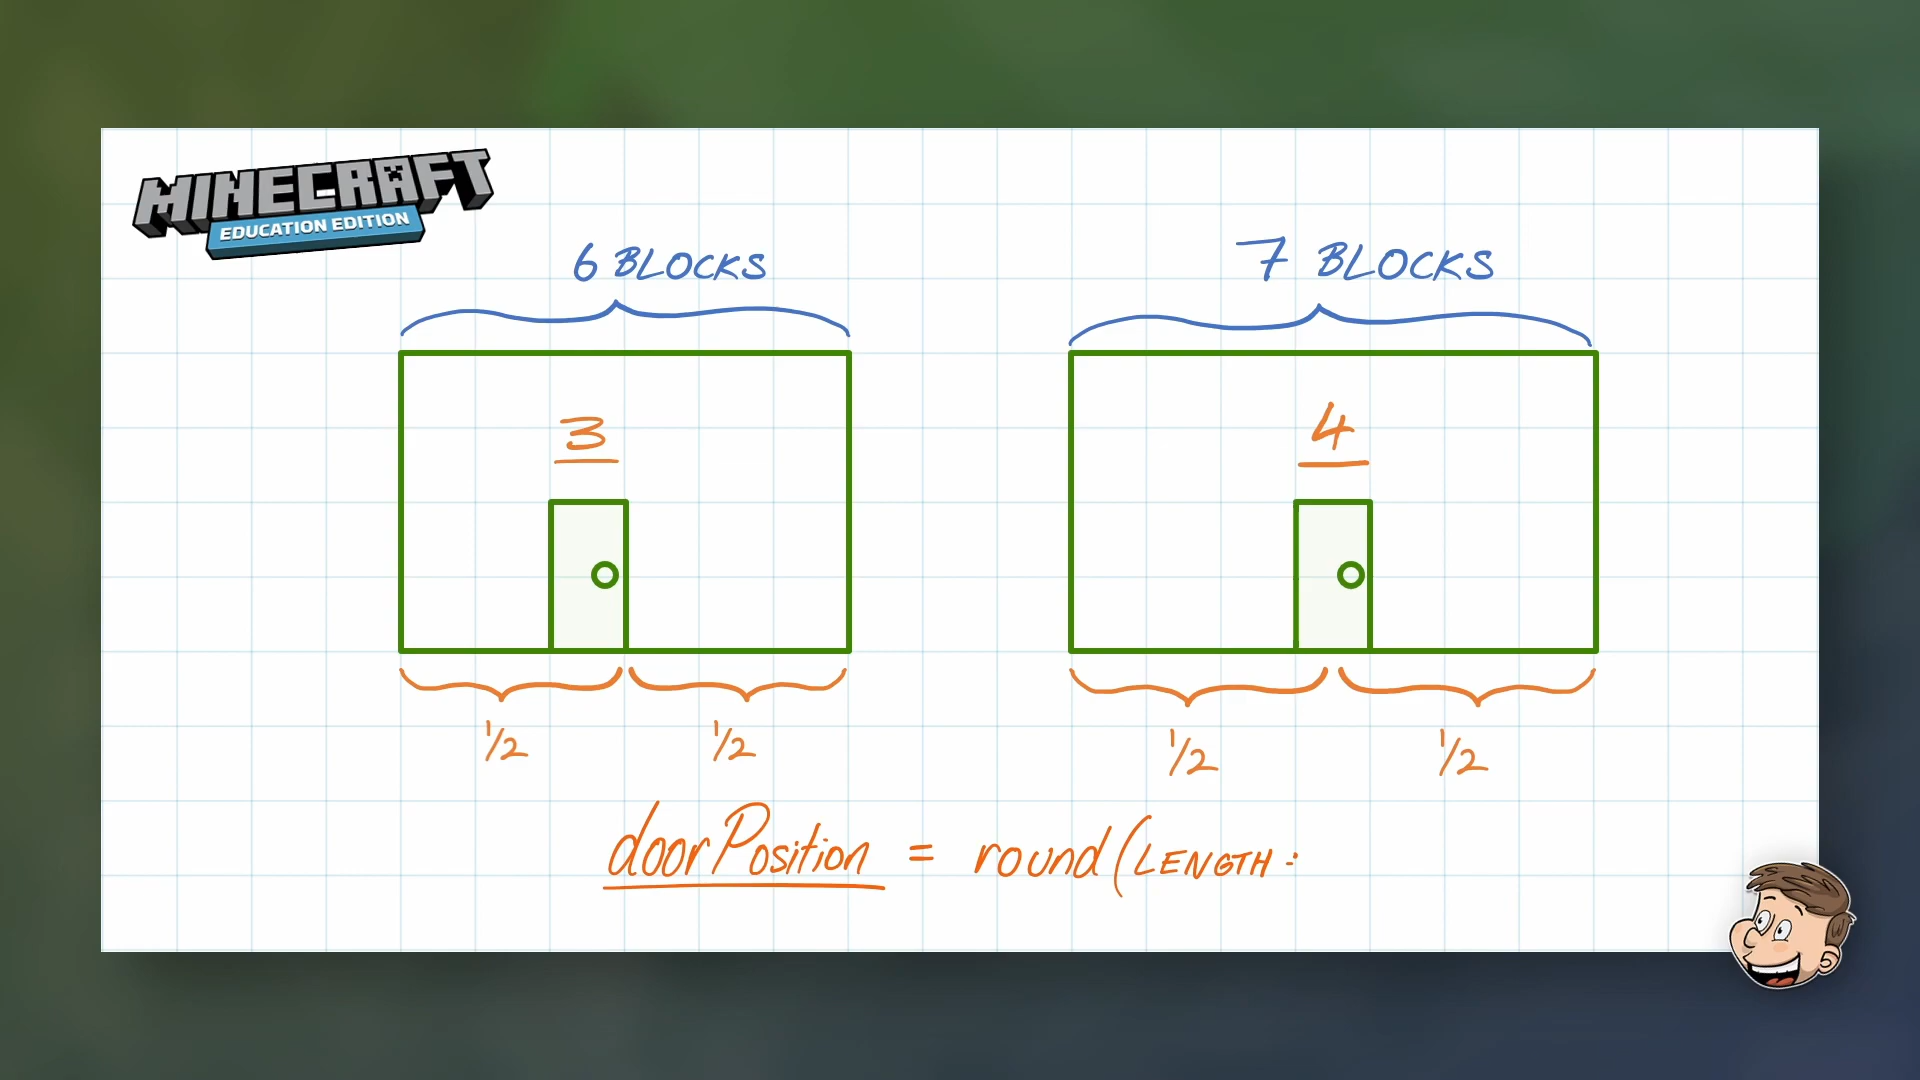 MINECRAFT
EDUCATION EDITION
6 BLOCKS
7 BLOCKS
3
4
1/2 1/2 1/2 1/2
doorPosition = round(LENGTH -